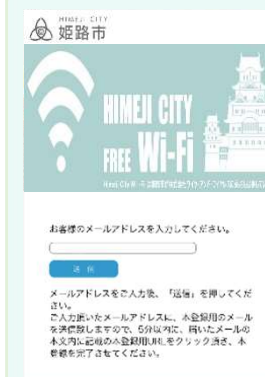 HIMEJI CITY
姫路市
HIMEJI CITY
FREE Wi-Fi
お客様のメールアドレスを入力してください。
送 信
メールアドレスをご入力後、「送信」を押してくだ
さい。
ご入力頂いたメールアドレスに、本登録用のメール
を送信致しますので、5分以内に、届いたメールの
本文内に記載の本登録用URLをクリック頂き、本
登録を完了させてください。